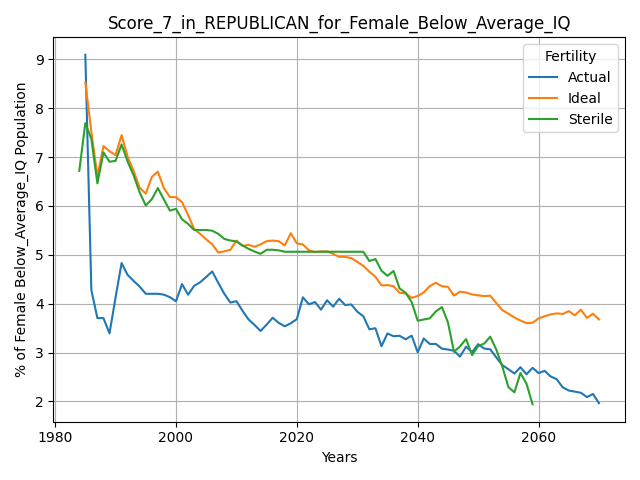 Score_7_in_REPUBLICAN_for_Female_Below_Average_IQ
% of Female Below_Average_IQ Population
9
8
7
6
5
4
3
2
Fertility
Actual
Ideal
Sterile
1980 2000 2020 2040 2060
Years